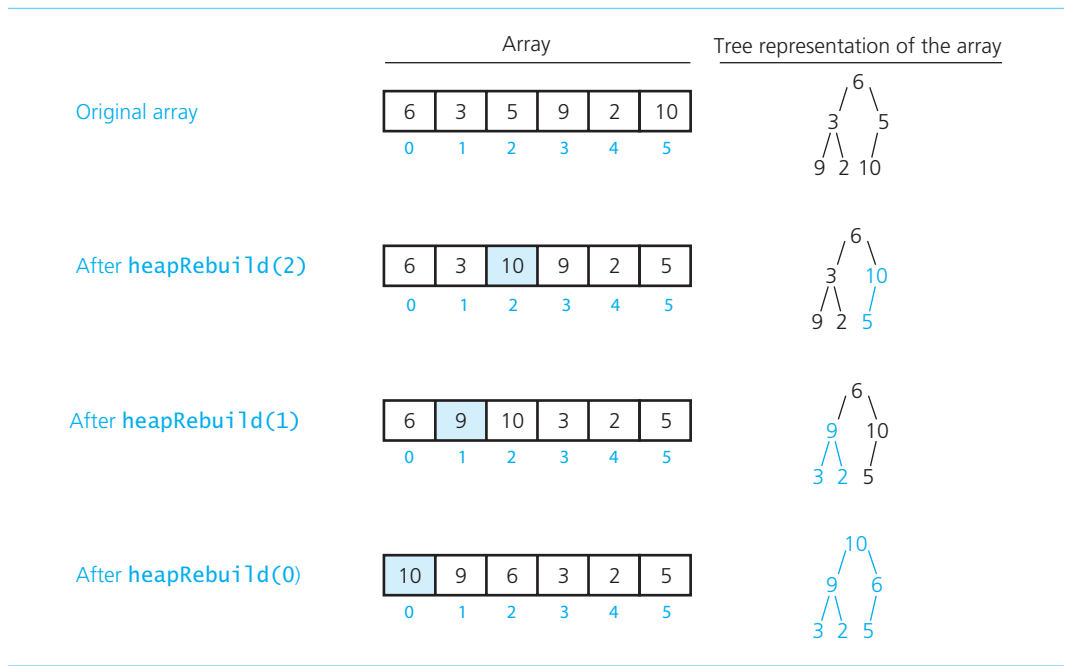 Array
Tree representation of the array
Original array
6 3 5 9 2 10
0 1 2 3 4 5
6
3 5
9 2 10
After heapRebuild(2)
6 3 10 9 2 5
0 1 2 3 4 5
6
3 10
9 2 5
After heapRebuild(1)
6 9 10 3 2 5
0 1 2 3 4 5
6
9 10
3 2 5
After heapRebuild(0)
10 9 6 3 2 5
0 1 2 3 4 5
10
9 6
3 2 5